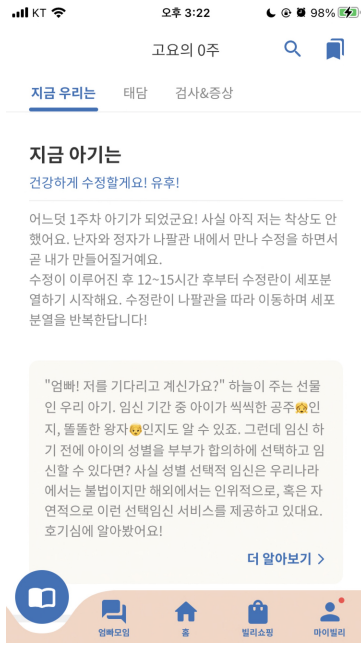 KT 오후 3:22 98%
고요의 0주
지금 우리는 태담 검사&증상
지금 아기는
건강하게 수정할게요! 유후!
어느덧 1주차 아기가 되었군요! 사실 아직 저는 착상도 안
했어요. 난자와 정자가 나팔관 내에서 만나 수정을 하면서
곧 내가 만들어질거예요.
수정이 이루어진 후 12~15시간 후부터 수정란이 세포분
열하기 시작해요. 수정란이 나팔관을 따라 이동하며 세포
분열을 반복한답니다!
"엄빠! 저를 기다리고 계신가요?" 하늘이 주는 선물
인 우리 아기. 임신 기간 중 아이가 씩씩한 공주👸인
지, 똘똘한 왕자👴인지도 알 수 있죠. 그런데 임신 하
기 전에 아이의 성별을 부부가 합의하에 선택하고 임
신할 수 있다면? 사실 성별 선택적 임신은 우리나라
에서는 불법이지만 해외에서는 인위적으로, 혹은 자
연적으로 이런 선택임신 서비스를 제공하고 있대요.
호기심에 알아봤어요!
더 알아보기 >
엄빠모임 홈 빌리쇼핑 마이빌리